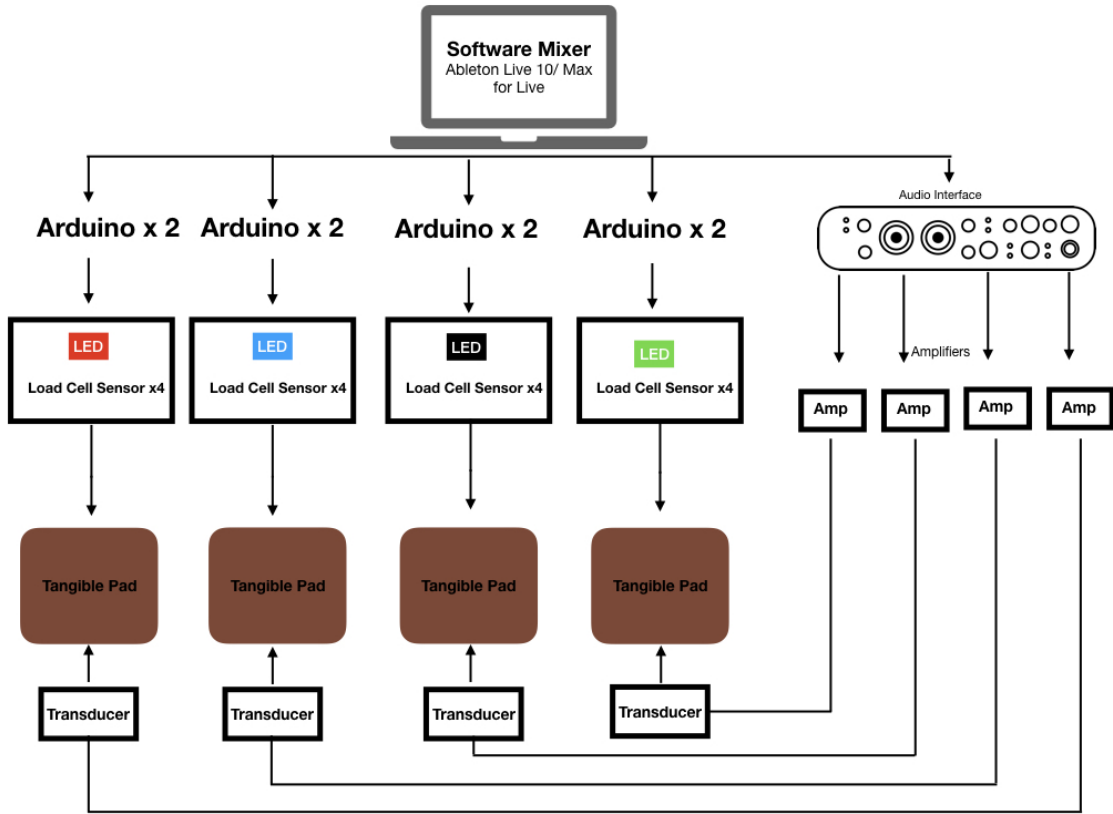 Software Mixer
Ableton Live 10/ Max
for Live
Audio Interface
Arduino x 2
Arduino x 2
Arduino x 2
Arduino x 2
LED
LED
LED
LED
Load Cell Sensor x4
Load Cell Sensor x4
Load Cell Sensor x4
Load Cell Sensor x4
Amplifiers
Amp
Amp
Amp
Amp
Tangible Pad
Tangible Pad
Tangible Pad
Tangible Pad
Transducer
Transducer
Transducer
Transducer